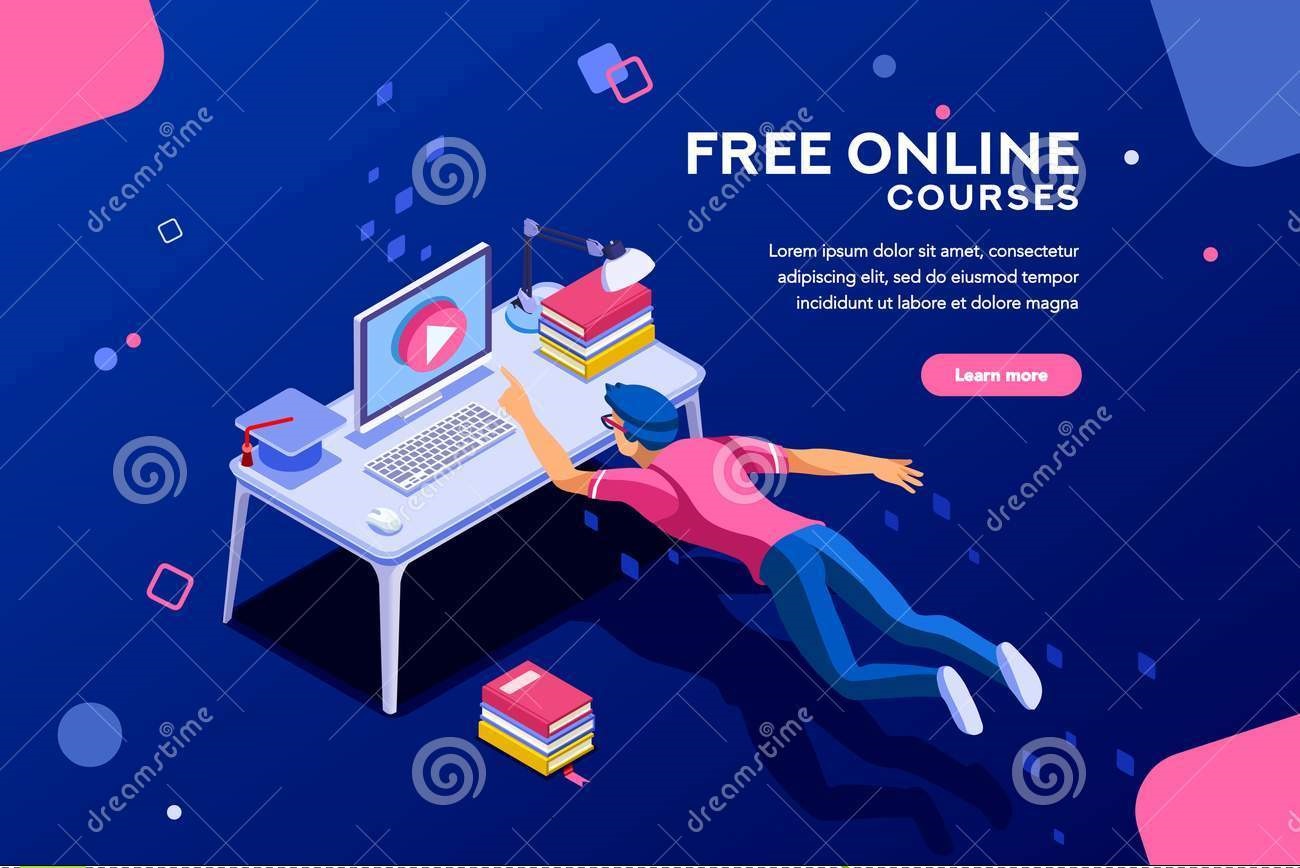 FREE ONLINE
COURSES
Lorem ipsum dolor sit amet, consectetur
adipiscing elit, sed do eiusmod tempor
incididunt ut labore et dolore magna
Learn more
dreamstime
dreamstime
dreamstime
dreamstime
dreamstime
dreamstime
dreamstime